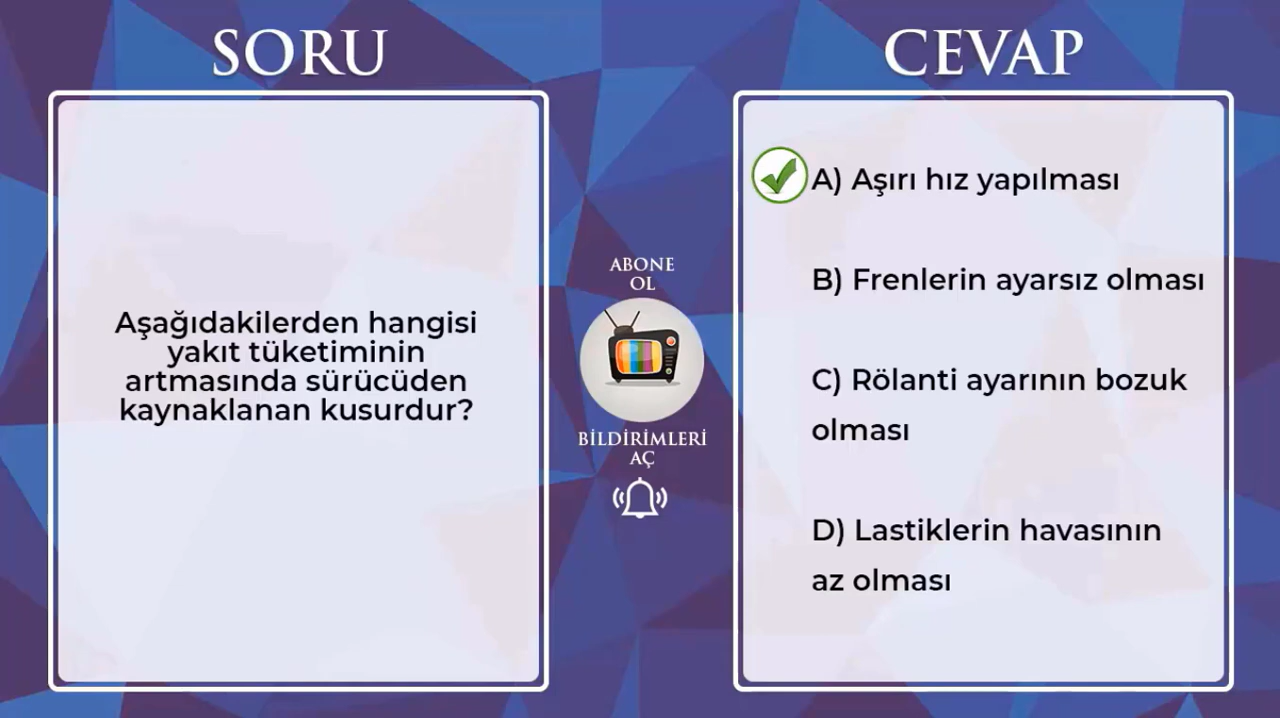 SORU
Aşağıdakilerden hangisi
yakıt tüketiminin
artmasında sürücüden
kaynaklanan kusurdur?
ABONE
OL
BİLDİRİMLERİ
AÇ
CEVAP
A) Aşırı hız yapılması
B) Frenlerin ayarsız olması
C) Rölanti ayarının bozuk
olması
D) Lastiklerin havasının
az olması